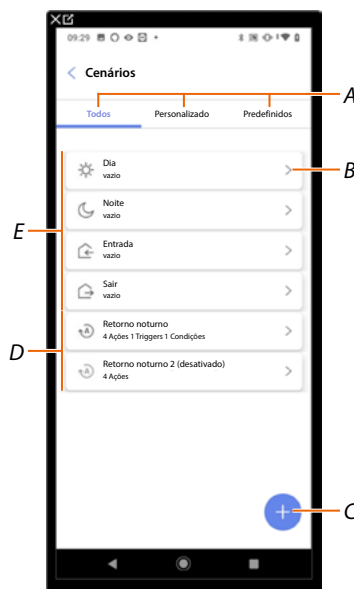 09:29
Cenários
A
Todos Personalizado Predefinidos
Dia
vazio
B
Noite
vazio
E
Entrada
vazio
Sair
vazio
Retorno noturno
4 Ações 1 Triggers 1 Condições
D
Retorno noturno 2 (desativado)
4 Ações
C